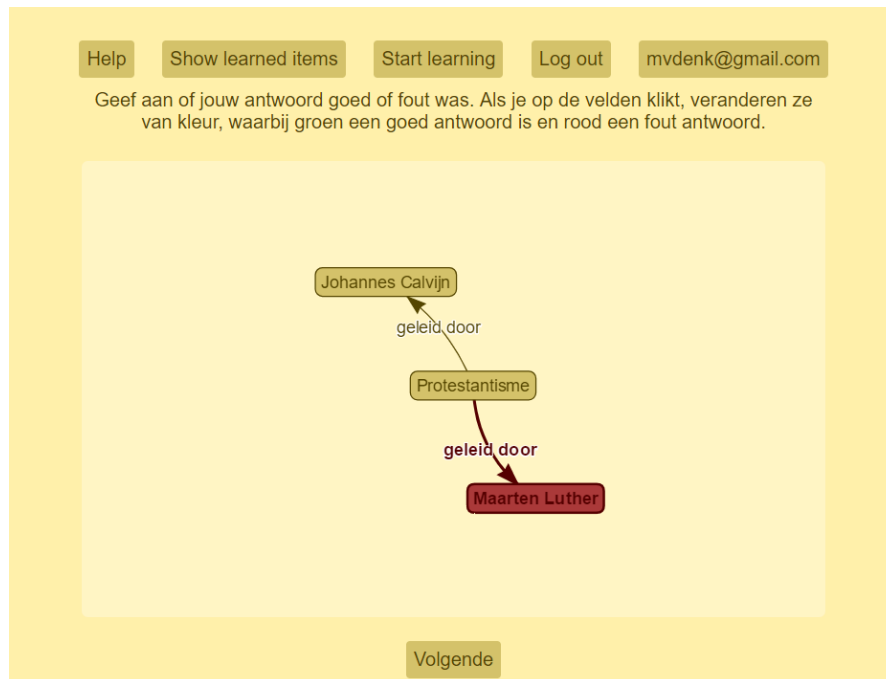 Help
Show learned items
Start learning
Log out
mvdenk@gmail.com
Geef aan of jouw antwoord goed of fout was. Als je op de velden klikt, veranderen ze
van kleur, waarbij groen een goed antwoord is en rood een fout antwoord.
Johannes Calvijn
geleid door
Protestantisme
geleid door
Maarten Luther
Volgende